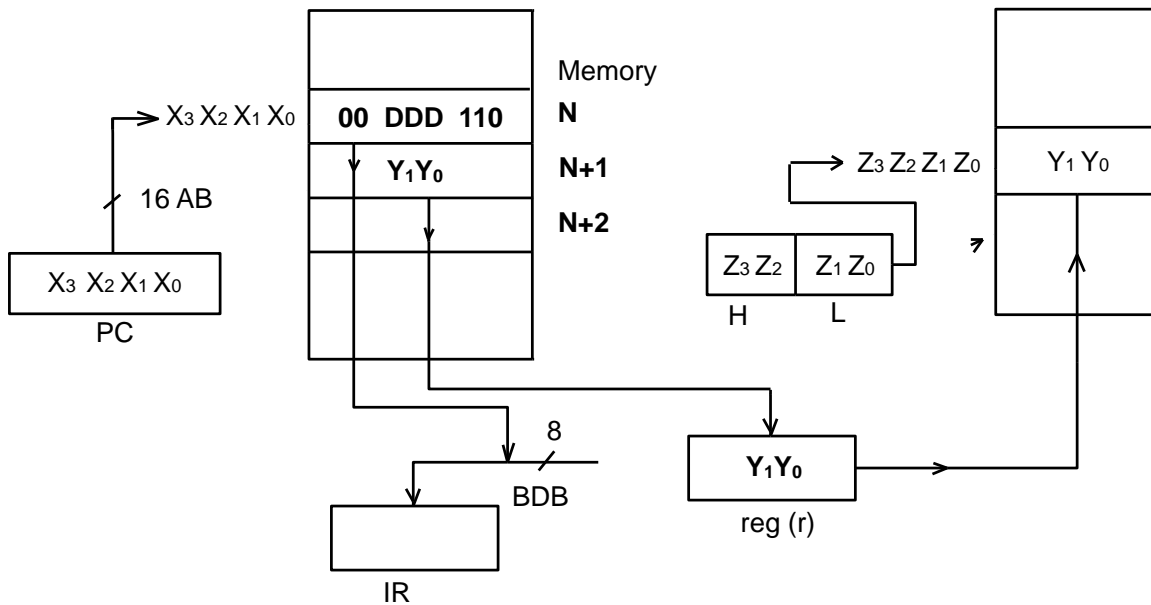 Memory
X₃ X₂ X₁ X₀
00 DDD 110
N
Y₁Y₀
N+1
Z₃ Z₂ Z₁ Z₀
Y₁ Y₀
16 AB
N+2
X₃ X₂ X₁ X₀
Z₃ Z₂
Z₁ Z₀
PC
H
L
8
BDB
Y₁Y₀
reg (r)
IR